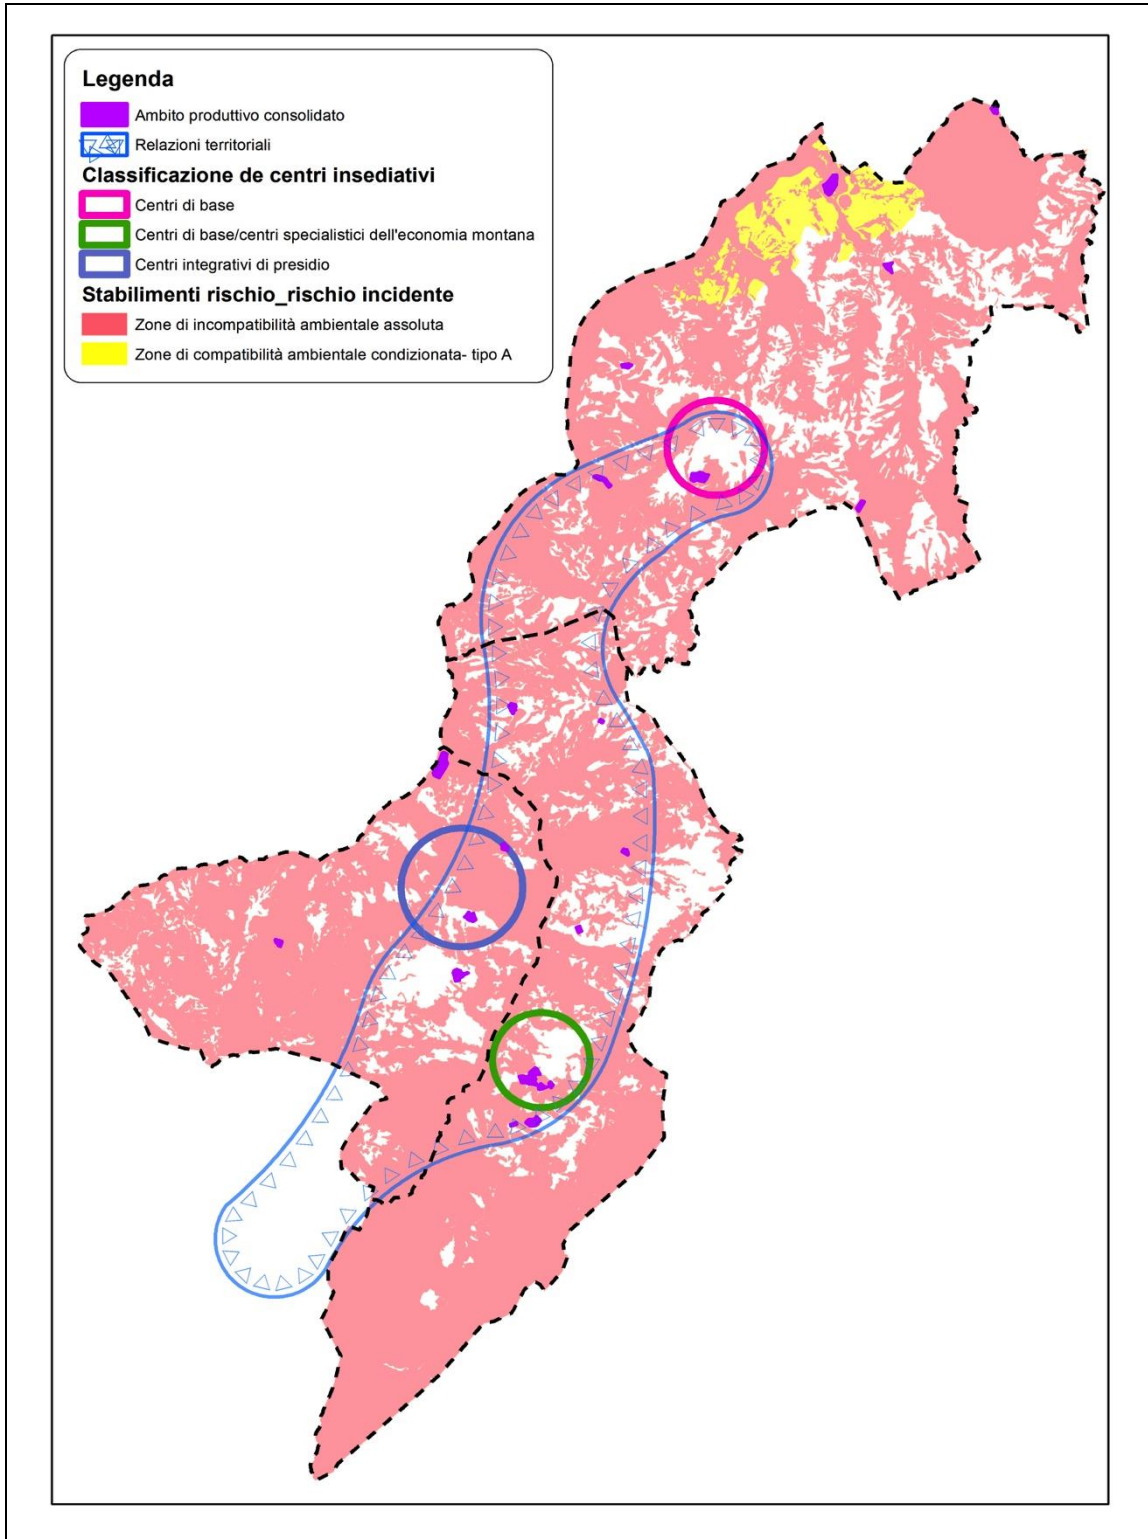 Legenda
Ambito produttivo consolidato
Relazioni territoriali
Classificazione de centri insediativi
Centri di base
Centri di base/centri specialistici dell'economia montana
Centri integrativi di presidio
Stabilimenti rischio_rischio incidente
Zone di incompatibilità ambientale assoluta
Zone di compatibilità ambientale condizionata- tipo A